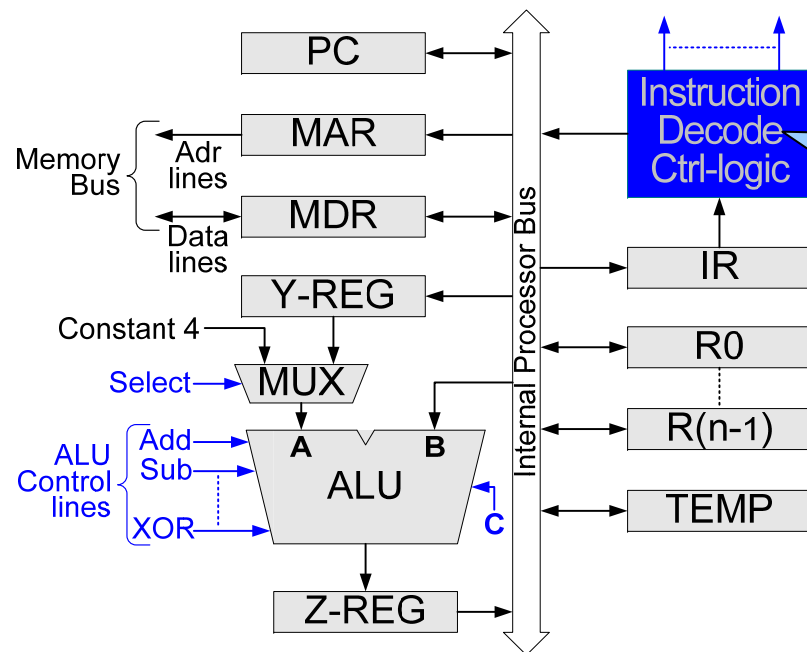 PC
MAR
MDR
Memory
Bus
Adr
lines
Data
lines
Y-REG
Constant 4
MUX
Select
A
B
ALU
ALU
Control
lines
Add
Sub
XOR
C
Z-REG
Internal Processor Bus
Instruction
Decode
Ctrl-logic
IR
R0
R(n-1)
TEMP